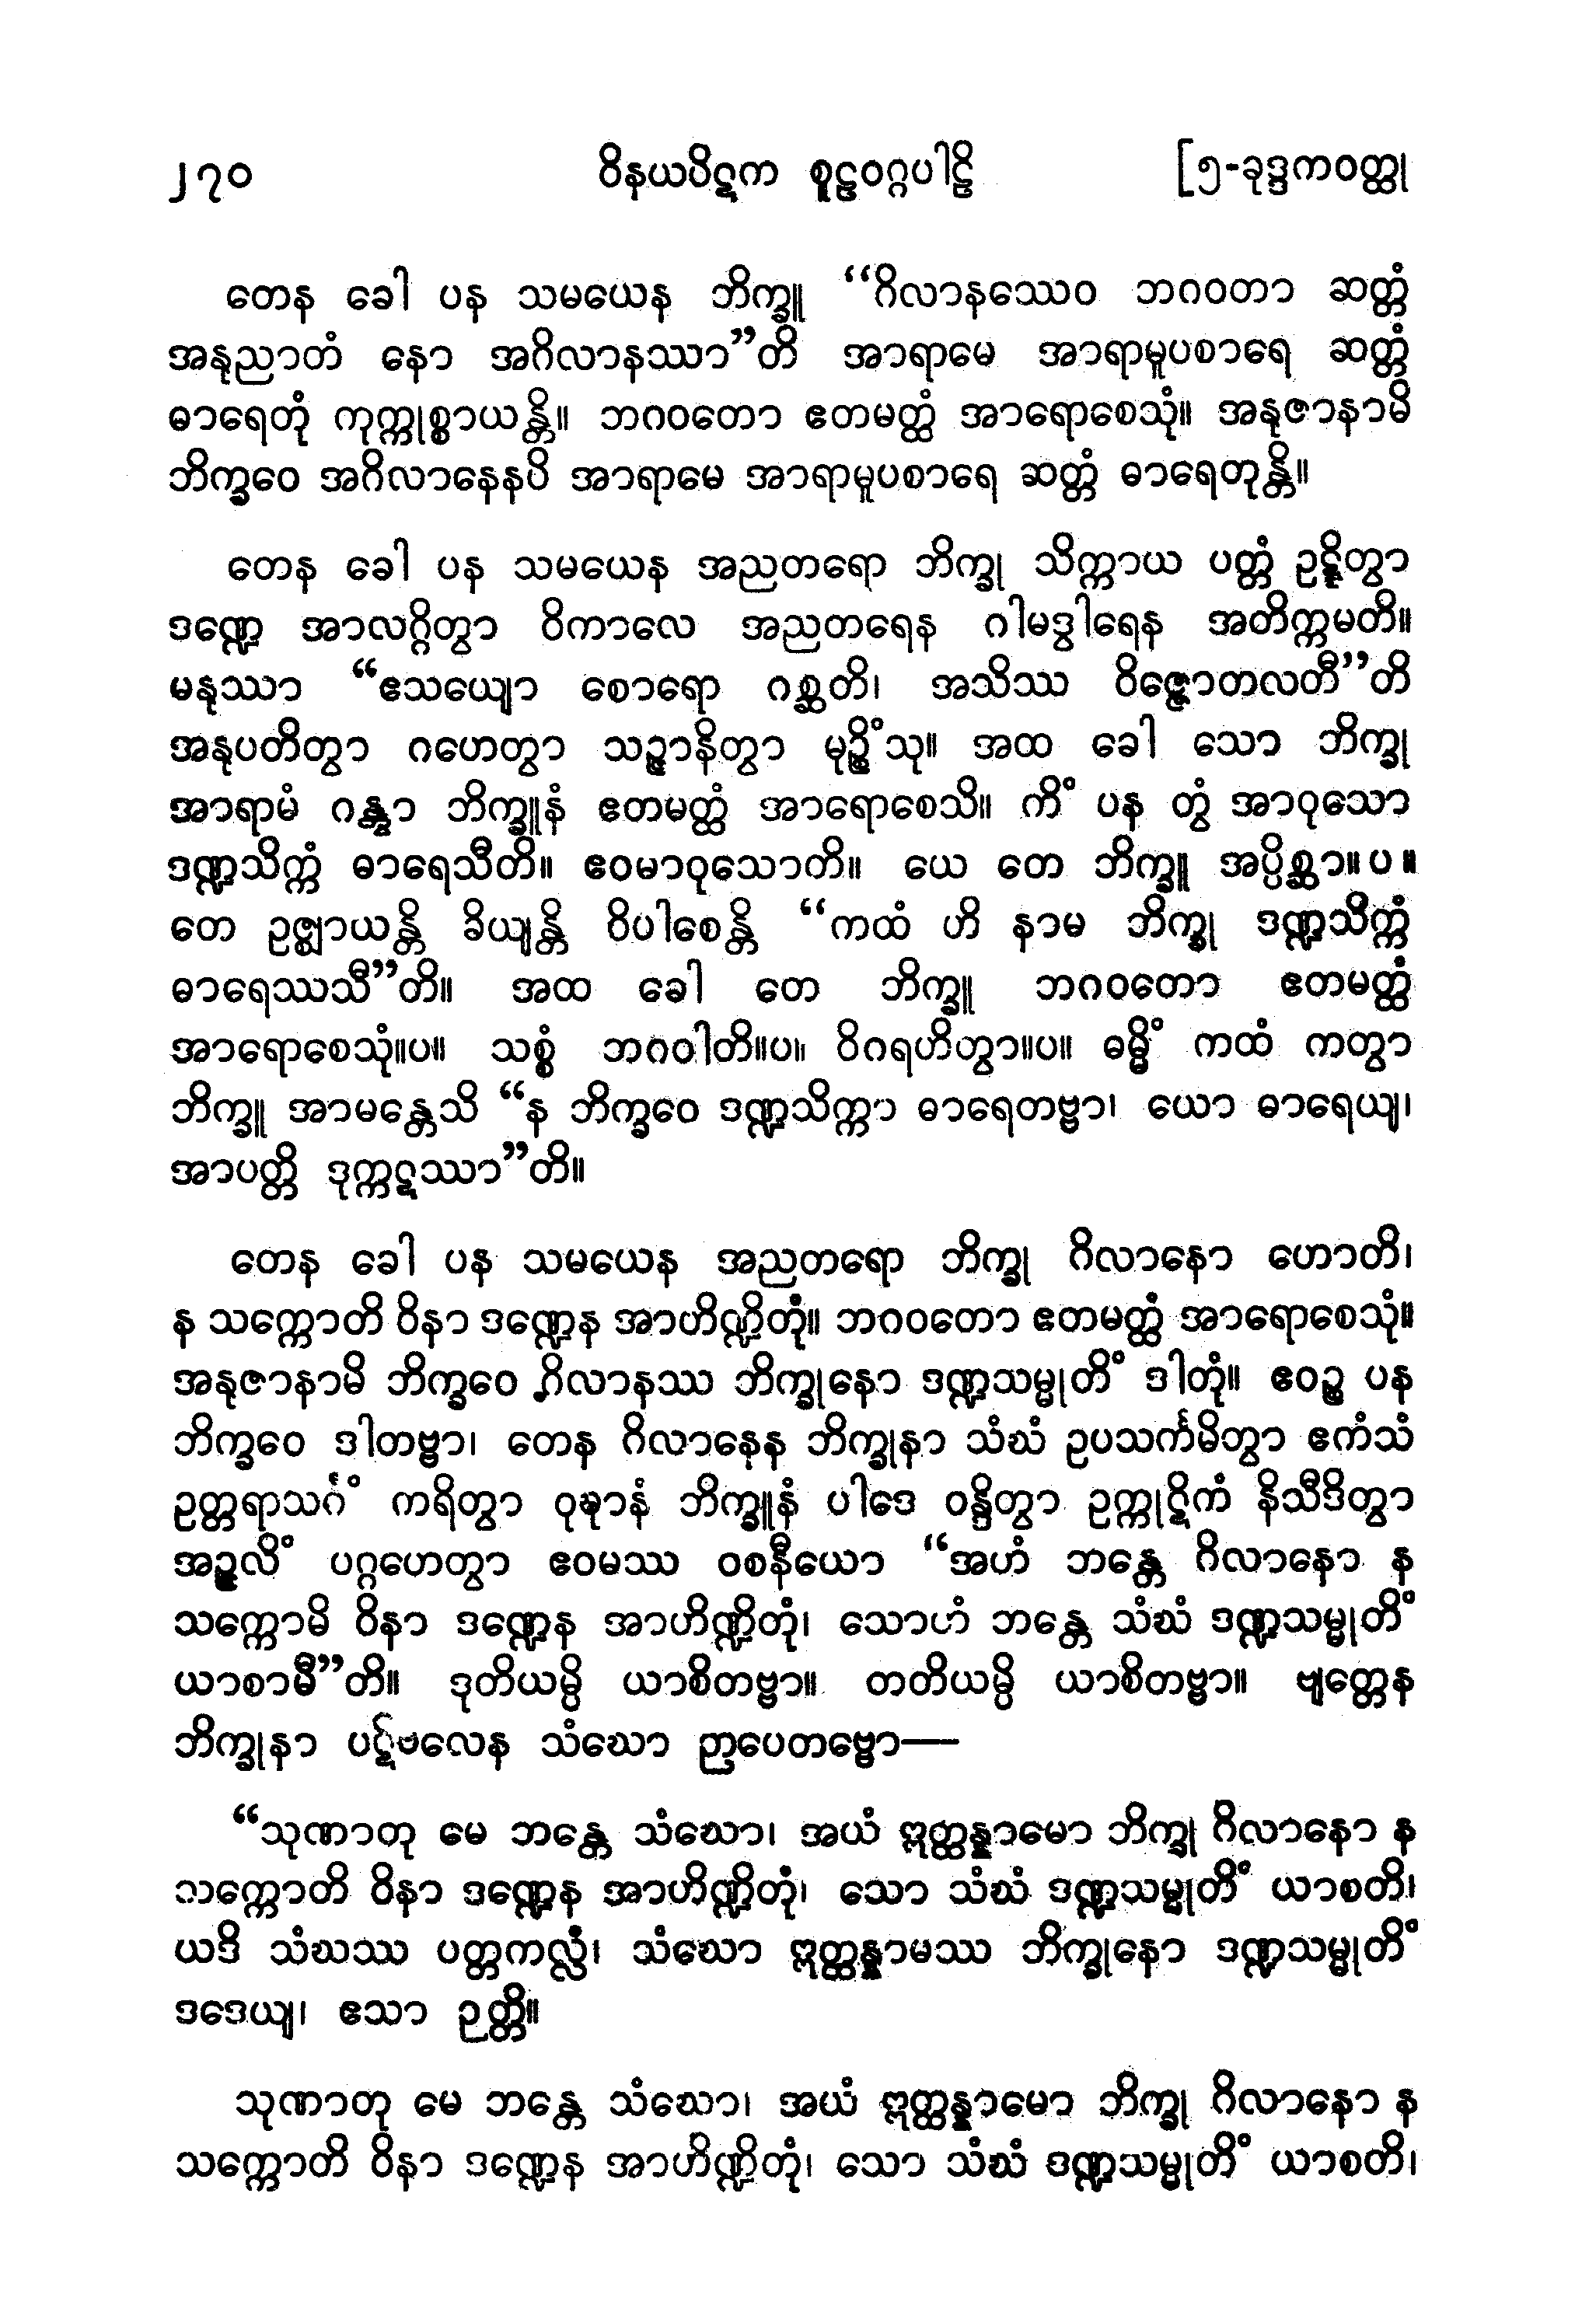 ၂၇၀ ဝိနယပိဋက စူဠဝဂ္ဂပါဠိ [၅-ခုဒ္ဒကဝတ္ထု
တေန ခေါ ပန သမယေန ဘိက္ခူ “ဂိလာနဿေဝ ဘဂဝတာ ဆတ္တံ
အနုညာတံ နော အဂိလာနဿာ”တိ အာရာမေ အာရာမူပစာရေ ဆတ္တံ
ဓာရေတုံ ကုက္ကုစ္စာယန္တိ။ ဘဂဝတော ဧတမတ္ထံ အာရောစေသုံ။ အနုဇာနာမိ
ဘိက္ခဝေ အဂိလာနေနပိ အာရာမေ အာရာမူပစာရေ ဆတ္တံ ဓာရေတုန္တိ။
တေန ခေါ ပန သမယေန အညတရော ဘိက္ခု သိက္ကာယ ပတ္တံ ဥဋ္ဋိတွာ
ဒဏ္ဍေ အာလဂ္ဂိတွာ ဝိကာလေ အညတရေန ဂါမဒွါရေန အတိက္ကမတိ။
မနုဿာ “ဧသယျော စောရော ဂစ္ဆတိ၊ အသိဿ ဝိဇ္ဇောတလတီ”တိ
အနုပတိတွာ ဂဟေတွာ သဉ္ဇာနိတွာ မုဉ္စိံသု။ အထ ခေါ သော ဘိက္ခု
အာရာမံ ဂန္တွာ ဘိက္ခူနံ ဧတမတ္ထံ အာရောစေသိ။ ကိံ ပန တွံ အာဝုသော
ဒဏ္ဍသိက္ကံ ဓာရေသီတိ။ ဧဝမာဝုသောတိ။ ယေ တေ ဘိက္ခူ အပ္ပိစ္ဆာ။ ပ ။
တေ ဥဇ္ဈာယန္တိ ခိယျန္တိ ဝိပါစေန္တိ “ကထံ ဟိ နာမ ဘိက္ခု ဒဏ္ဍသိက္ကံ
ဓာရေဿသီ”တိ။ အထ ခေါ တေ ဘိက္ခူ ဘဂဝတော ဧတမတ္ထံ
အာရောစေသုံ။ပ။ သစ္စံ ဘဂဝါတိ။ပ။ ဝိဂရဟိတွာ။ပ။ ဓမ္မိံ ကထံ ကတွာ
ဘိက္ခူ အာမန္တေသိ “န ဘိက္ခဝေ ဒဏ္ဍသိက္ကာ ဓာရေတဗ္ဗာ၊ ယော ဓာရေယျ၊
အာပတ္တိ ဒုက္ကဋဿာ”တိ။
တေန ခေါ ပန သမယေန အညတရော ဘိက္ခု ဂိလာနော ဟောတိ၊
န သက္ကောတိ ဝိနာ ဒဏ္ဍေန အာဟိဏ္ဍိတုံ။ ဘဂဝတော ဧတမတ္ထံ အာရောစေသုံ။
အနုဇာနာမိ ဘိက္ခဝေ ဂိလာနဿ ဘိက္ခုနော ဒဏ္ဍသမ္မုတိံ ဒါတုံ။ ဧဝဉ္စ ပန
ဘိက္ခဝေ ဒါတဗ္ဗာ၊ တေန ဂိလာနေန ဘိက္ခုနာ သံဃံ ဥပသင်္ကမိတွာ ဧကံသံ
ဥတ္တရာသင်္ဂံ ကရိတွာ ဝုဍ္ဎာနံ ဘိက္ခူနံ ပါဒေ ဝန္ဒိတွာ ဥက္ကုဋိကံ နိသီဒိတွာ
အဉ္ဇလိံ ပဂ္ဂဟေတွာ ဧဝမဿ ဝစနီယော “အဟံ ဘန္တေ ဂိလာနော န
သက္ကောမိ ဝိနာ ဒဏ္ဍေန အာဟိဏ္ဍိတုံ၊ သောဟံ ဘန္တေ သံဃံ ဒဏ္ဍသမ္မုတိံ
ယာစာမီ”တိ။ ဒုတိယမ္ပိ ယာစိတဗ္ဗာ။ တတိယမ္ပိ ယာစိတဗ္ဗာ။ ဗျတ္တေန
ဘိက္ခုနာ ပဋိဗလေန သံဃော ဉာပေတဗ္ဗော—
“သုဏာတု မေ ဘန္တေ သံဃော၊ အယံ ဣတ္ထန္နာမော ဘိက္ခု ဂိလာနော န
သက္ကောတိ ဝိနာ ဒဏ္ဍေန အာဟိဏ္ဍိတုံ၊ သော သံဃံ ဒဏ္ဍသမ္မုတိံ ယာစတိ၊
ယဒိ သံဃဿ ပတ္တကလ္လံ၊ သံဃော ဣတ္ထန္နာမဿ ဘိက္ခုနော ဒဏ္ဍသမ္မုတိံ
ဒဒေယျ၊ ဧသာ ဉတ္တိ။
သုဏာတု မေ ဘန္တေ သံဃော၊ အယံ ဣတ္ထန္နာမော ဘိက္ခု ဂိလာနော န
သက္ကောတိ ဝိနာ ဒဏ္ဍေန အာဟိဏ္ဍိတုံ၊ သော သံဃံ ဒဏ္ဍသမ္မုတိံ ယာစတိ၊